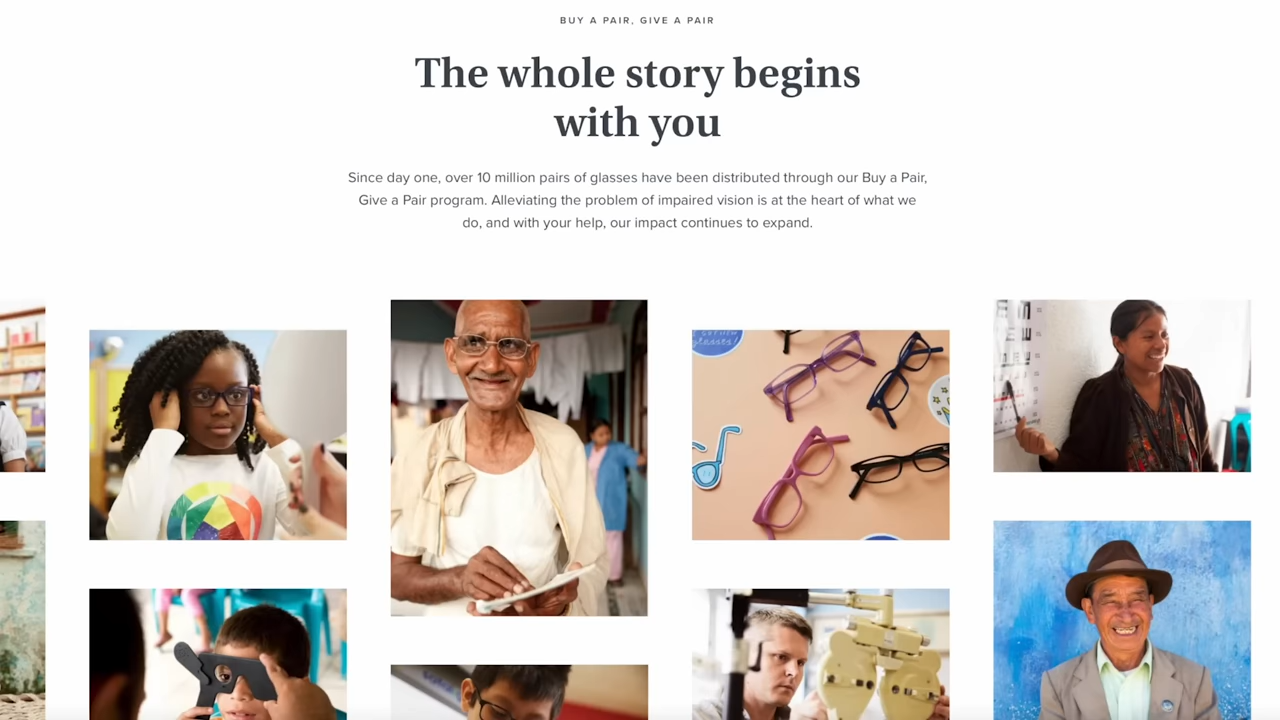 BUY A PAIR, GIVE A PAIR
The whole story begins
with you
Since day one, over 10 million pairs of glasses have been distributed through our Buy a Pair,
Give a Pair program. Alleviating the problem of impaired vision is at the heart of what we
do, and with your help, our impact continues to expand.
glasses!